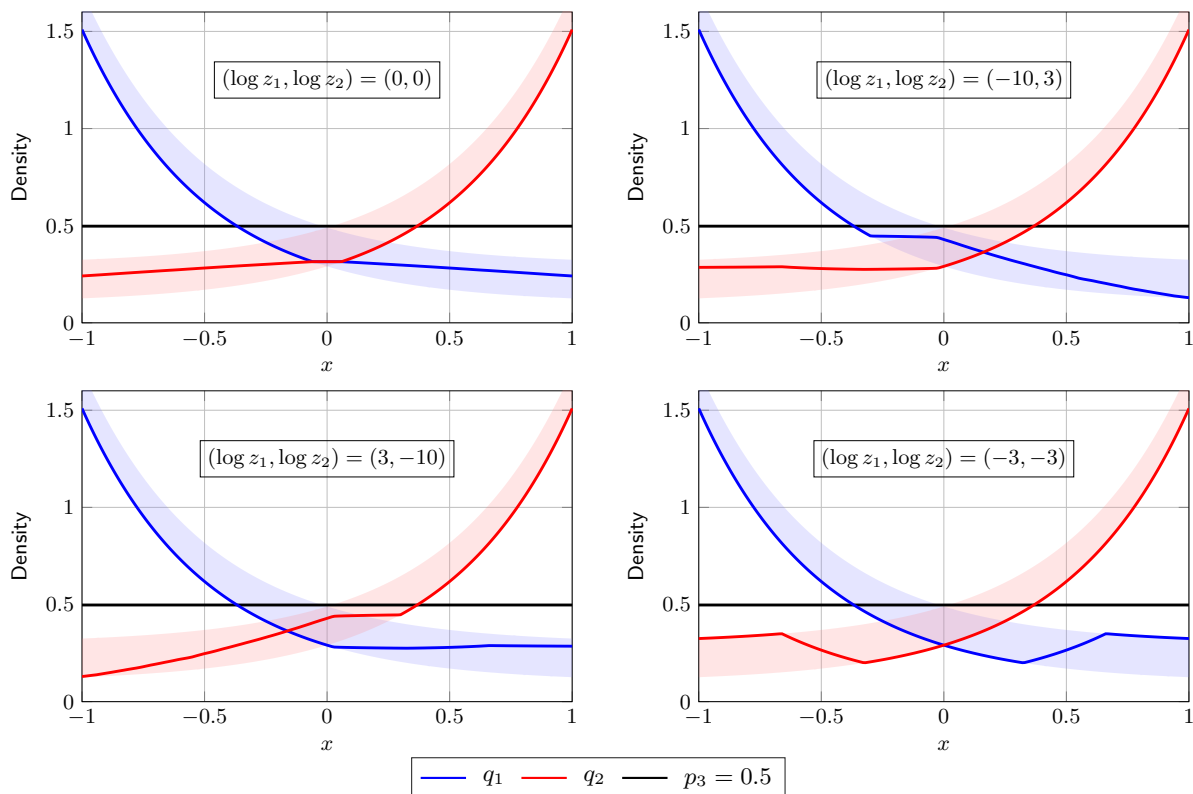 (log z₁, log z₂) = (0, 0)
Density
1.5
1
0.5
0
−1
−0.5
0
0.5
1
x
(log z₁, log z₂) = (−10, 3)
Density
1.5
1
0.5
0
−1
−0.5
0
0.5
1
x
(log z₁, log z₂) = (3, −10)
Density
1.5
1
0.5
0
−1
−0.5
0
0.5
1
x
(log z₁, log z₂) = (−3, −3)
Density
1.5
1
0.5
0
−1
−0.5
0
0.5
1
x
q₁ q₂ p₃ = 0.5